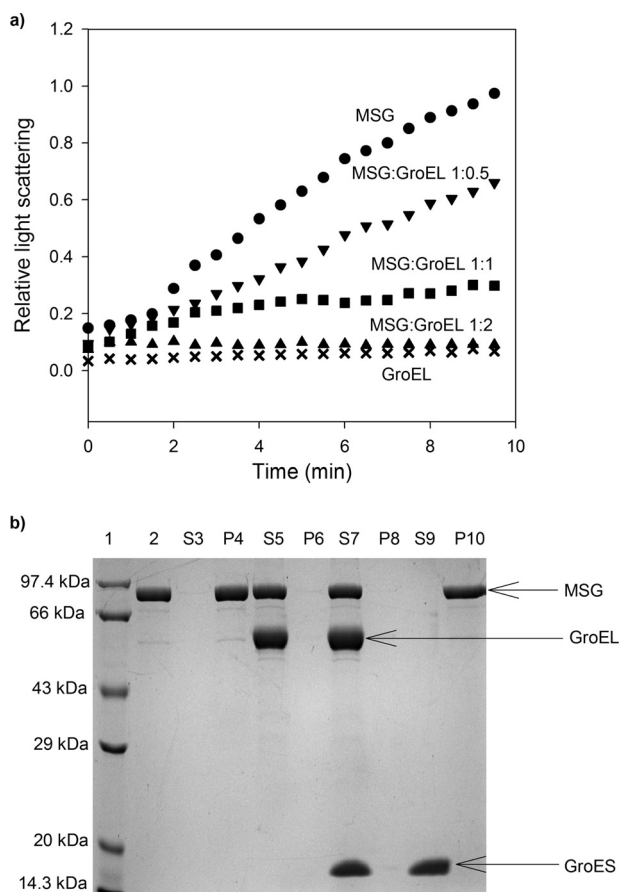 a)
1.2
1.0
0.8
0.6
0.4
0.2
0.0
Relative light scattering
MSG
MSG:GroEL 1:0.5
MSG:GroEL 1:1
MSG:GroEL 1:2
GroEL
0 2 4 6 8 10
Time (min)
b)
1 2 S3 P4 S5 P6 S7 P8 S9 P10
97.4 kDa
MSG
66 kDa
GroEL
43 kDa
29 kDa
20 kDa
GroES
14.3 kDa